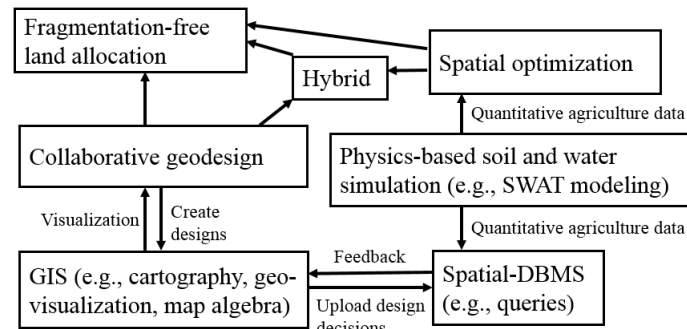 Fragmentation-free
land allocation
Hybrid
Spatial optimization
Quantitative agriculture data
Collaborative geodesign
Physics-based soil and water
simulation (e.g., SWAT modeling)
Visualization
Create
designs
Quantitative agriculture data
GIS (e.g., cartography, geo-
visualization, map algebra)
Feedback
Upload design
decisions
Spatial-DBMS
(e.g., queries)